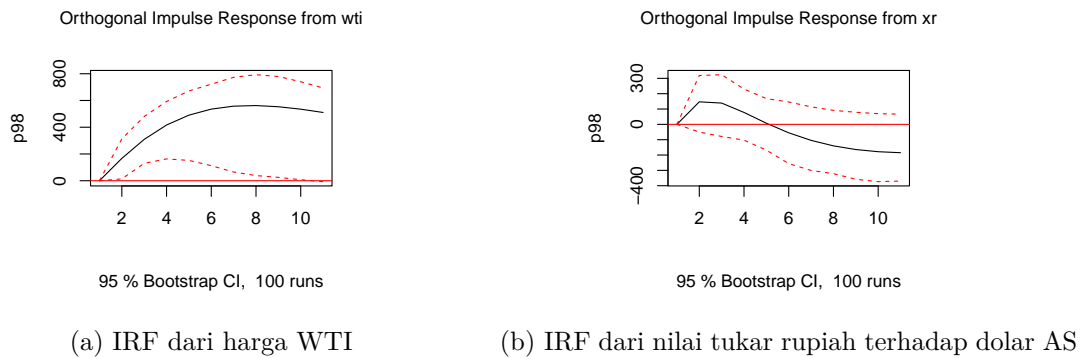 Orthogonal Impulse Response from wti
p98
0
400
800
2 4 6 8 10
95 % Bootstrap CI, 100 runs
(a) IRF dari harga WTI
Orthogonal Impulse Response from xr
p98
−400
0
300
2 4 6 8 10
95 % Bootstrap CI, 100 runs
(b) IRF dari nilai tukar rupiah terhadap dolar AS